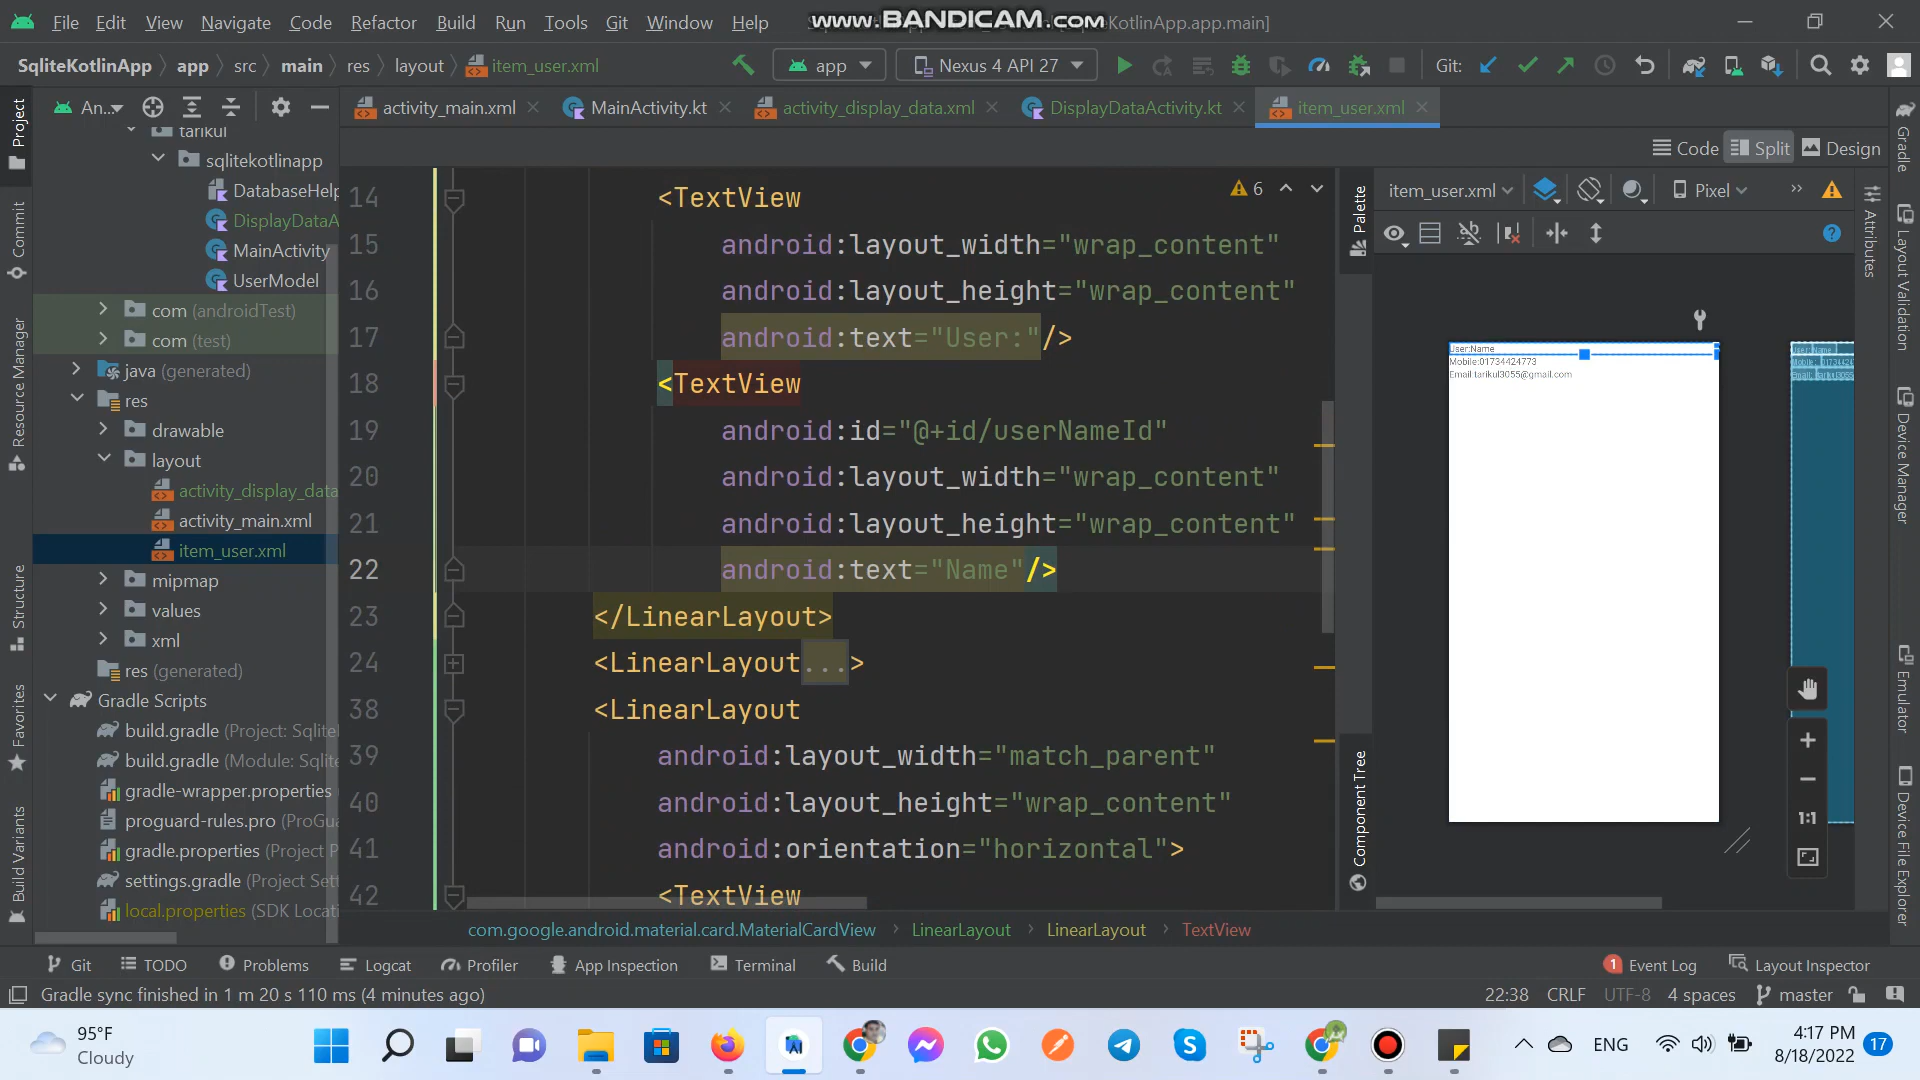 File Edit View Navigate Code Refactor Build Run Tools Git Window Help
www.BANDICAM.com
KotlinApp.app.main]
SqliteKotlinApp app src main res layout item_user.xml
app
Nexus 4 API 27
Git:
An...
activity_main.xml
MainActivity.kt
activity_display_data.xml
DisplayDataActivity.kt
item_user.xml
Code
Split
Design
Project
Commit
Resource Manager
Structure
Favorites
Build Variants
tarikul
sqlitekotlinapp
DatabaseHelp
DisplayDataA
MainActivity
UserModel
com (androidTest)
com (test)
java (generated)
res
drawable
layout
activity_display_data
activity_main.xml
item_user.xml
mipmap
values
xml
res (generated)
Gradle Scripts
build.gradle (Project: Sqlitel
build.gradle (Module: Sqlite
gradle-wrapper.properties (
proguard-rules.pro (ProGua
gradle.properties (Project P
settings.gradle (Project Set
local.properties (SDK Locati
6
14 <TextView
15 android:layout_width="wrap_content"
16 android:layout_height="wrap_content"
17 android:text="User:"/>
18 <TextView
19 android:id="@+id/userNameId"
20 android:layout_width="wrap_content"
21 android:layout_height="wrap_content"
22 android:text="Name"/>
23 </LinearLayout>
24 <LinearLayout...>
38 <LinearLayout
39 android:layout_width="match_parent"
40 android:layout_height="wrap_content"
41 android:orientation="horizontal">
42 <TextView
com.google.android.material.card.MaterialCardView LinearLayout LinearLayout TextView
Palette
Component Tree
item_user.xml
Pixel
User:Name
Mobile:01734424773
Email:tarikul3055@gmail.com
1:1
Attributes
Gradle
Layout Validation
Device Manager
Emulator
Device File Explorer
Git TODO Problems Logcat Profiler App Inspection Terminal Build
1 Event Log Layout Inspector
Gradle sync finished in 1 m 20 s 110 ms (4 minutes ago)
22:38 CRLF UTF-8 4 spaces master
95°F
Cloudy
ENG
4:17 PM
8/18/2022
17